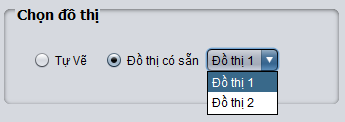 Chọn đồ thị
Tự Vẽ Đồ thị có sẵn Đồ thị 1
Đồ thị 1
Đồ thị 2